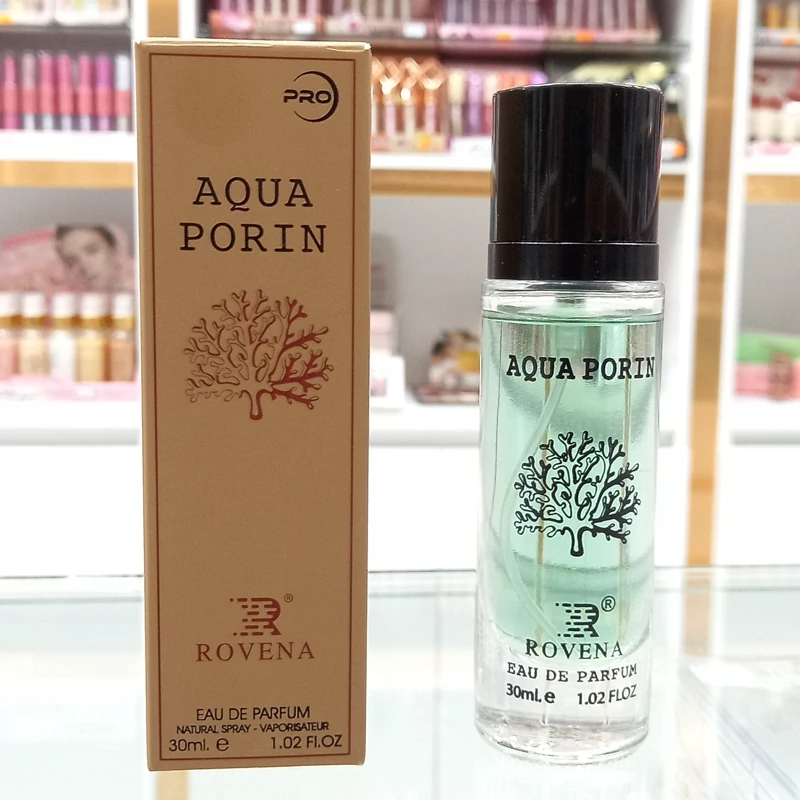 PRO
AQUA
PORIN
R®
ROVENA
EAU DE PARFUM
NATURAL SPRAY - VAPORISATEUR
30ml. e 1.02 Fl.OZ
AQUA PORIN
R®
ROVENA
EAU DE PARFUM
30ml. e 1.02 FLOZ